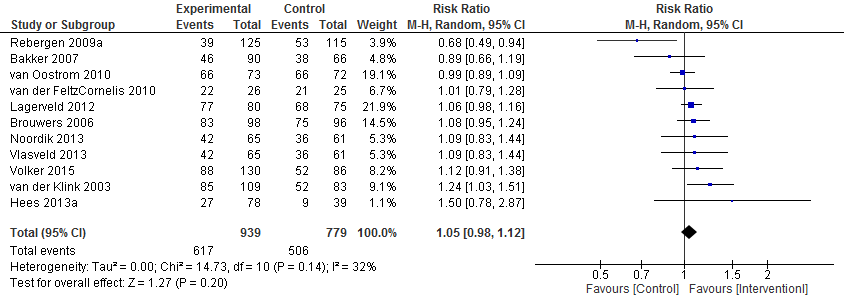 Experimental Control Risk Ratio Risk Ratio
Study or Subgroup Events Total Events Total Weight M-H, Random, 95% CI M-H, Random, 95% CI
Rebergen 2009a 39 125 53 115 3.9% 0.68 [0.49, 0.94]
Bakker 2007 46 90 38 66 4.8% 0.89 [0.66, 1.19]
van Oostrom 2010 66 73 66 72 19.1% 0.99 [0.89, 1.09]
van der FeltzCornelis 2010 22 26 21 25 6.7% 1.01 [0.79, 1.28]
Lagerveld 2012 77 80 68 75 21.9% 1.06 [0.98, 1.16]
Brouwers 2006 83 98 75 96 14.5% 1.08 [0.95, 1.24]
Noordik 2013 42 65 36 61 5.3% 1.09 [0.83, 1.44]
Vlasveld 2013 42 65 36 61 5.3% 1.09 [0.83, 1.44]
Volker 2015 88 130 52 86 8.2% 1.12 [0.91, 1.38]
van der Klink 2003 85 109 52 83 9.1% 1.24 [1.03, 1.51]
Hees 2013a 27 78 9 39 1.1% 1.50 [0.78, 2.87]
Total (95% CI) 939 779 100.0% 1.05 [0.98, 1.12]
Total events 617 506
Heterogeneity: Tau² = 0.00; Chi² = 14.73, df = 10 (P = 0.14); I² = 32%
Test for overall effect: Z = 1.27 (P = 0.20)
0.5 0.7 1 1.5 2
Favours [Control] Favours [Interventionl]